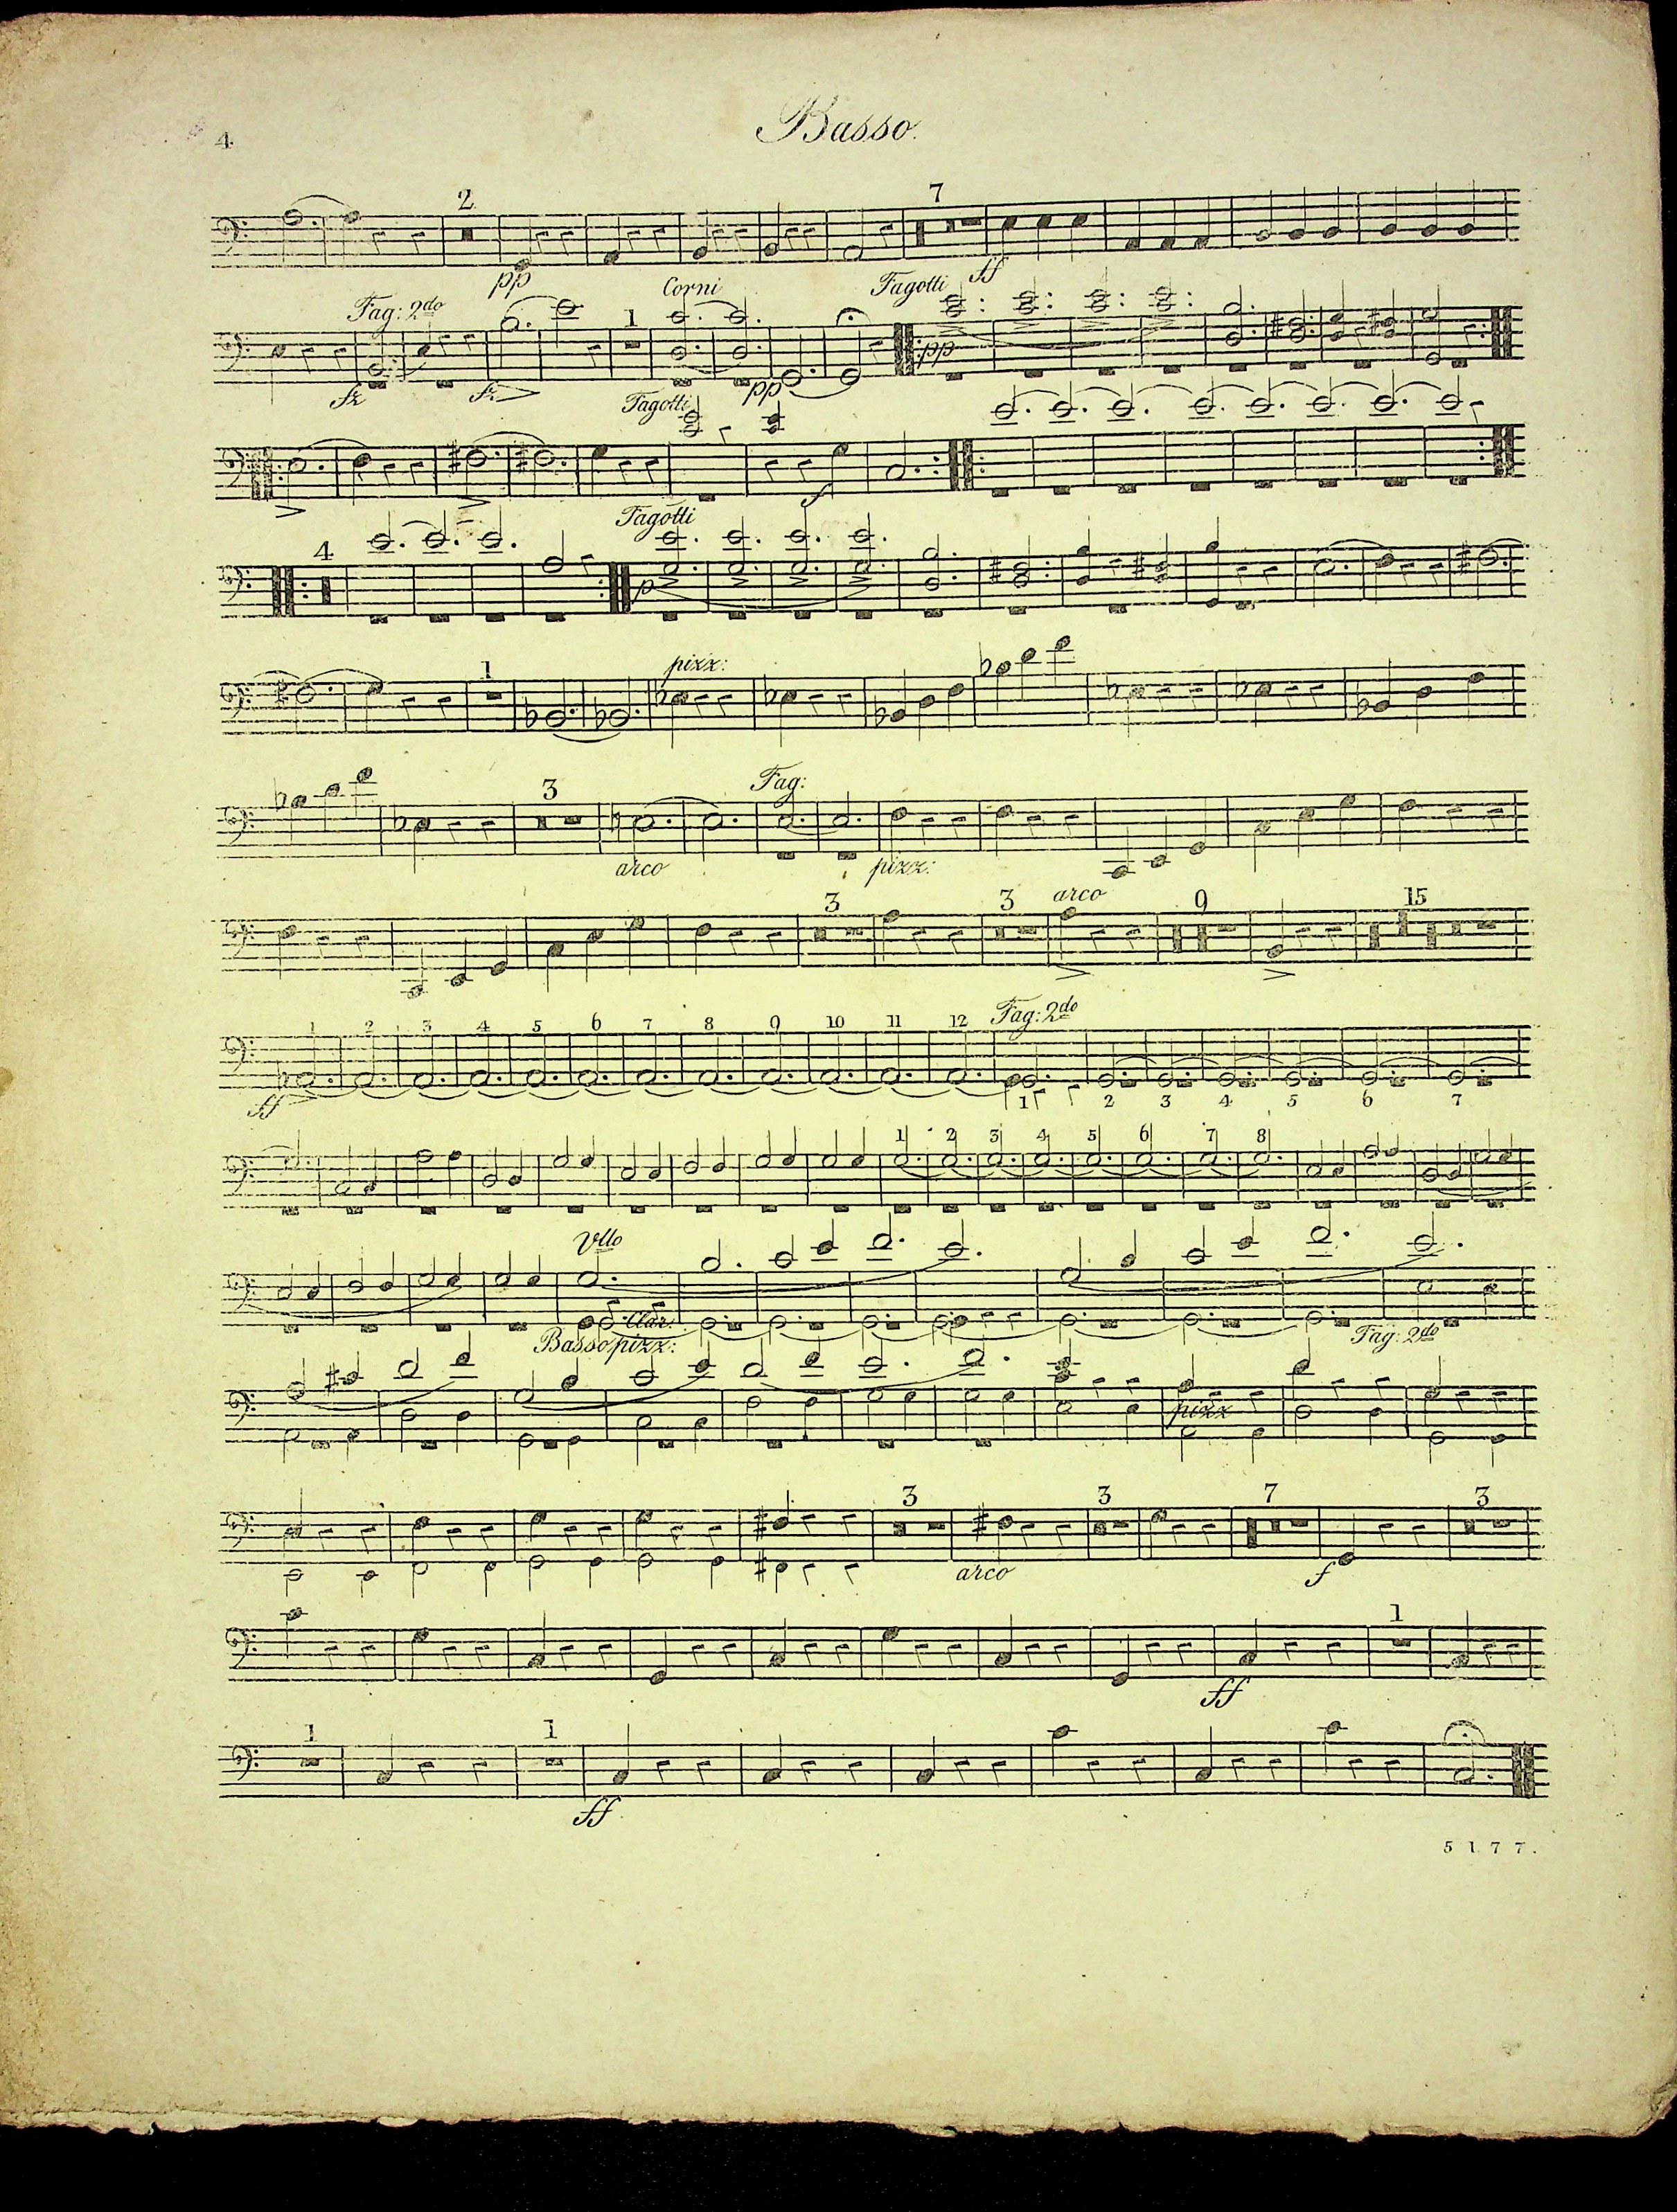 4
Basso.
2 7
pp Corni Fagotti ff
Fag: 2do 1
fz fz pp pp
Fagotti
f
Fagotti
4
p
1 pizz:
3 Fag:
arco pizz:
3 3 arco 9 15
1 2 3 4 5 6 7 8 9 10 11 12 Fag: 2do
ff 1 2 3 4 5 6 7
1 2 3 4 5 6 7 8
Vllo
Clar:
Basso pizz: Fag: 2do
pizz
3 3 7 3
arco f
1
ff
1 1
ff
5177.